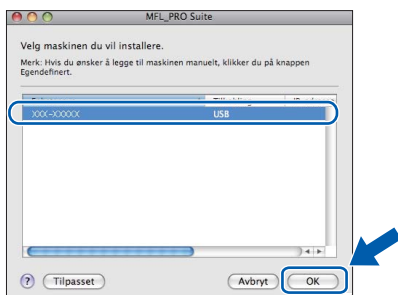 MFL_PRO Suite
Velg maskinen du vil installere.
Merk: Hvis du ønsker å legge til maskinen manuelt, klikker du på knappen
Egendefinert.
XXX-XXXXX USB
? Tilpasset Avbryt OK